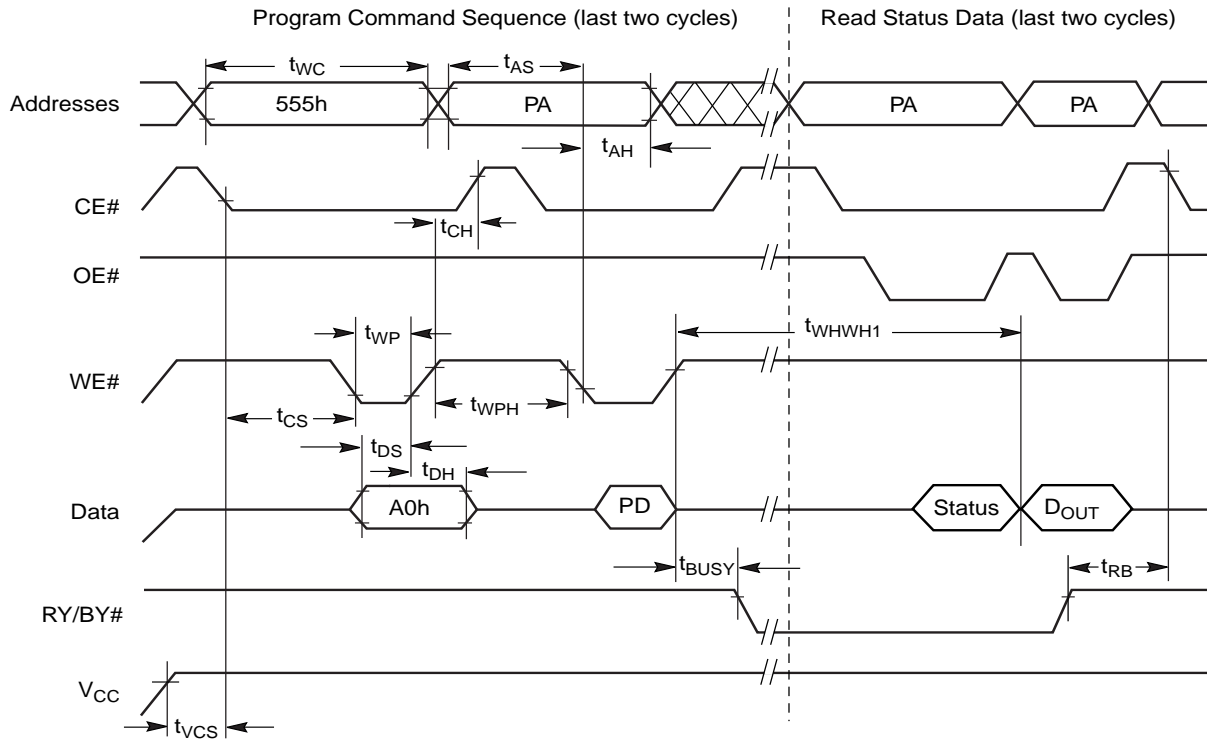 Program Command Sequence (last two cycles)
Read Status Data (last two cycles)
tWC
tAS
Addresses
555h
PA
PA
PA
tAH
CE#
tCH
OE#
tWP
tWHWH1
WE#
tCS
tWPH
tDS
tDH
Data
A0h
PD
Status
DOUT
tBUSY
tRB
RY/BY#
VCC
tVCS